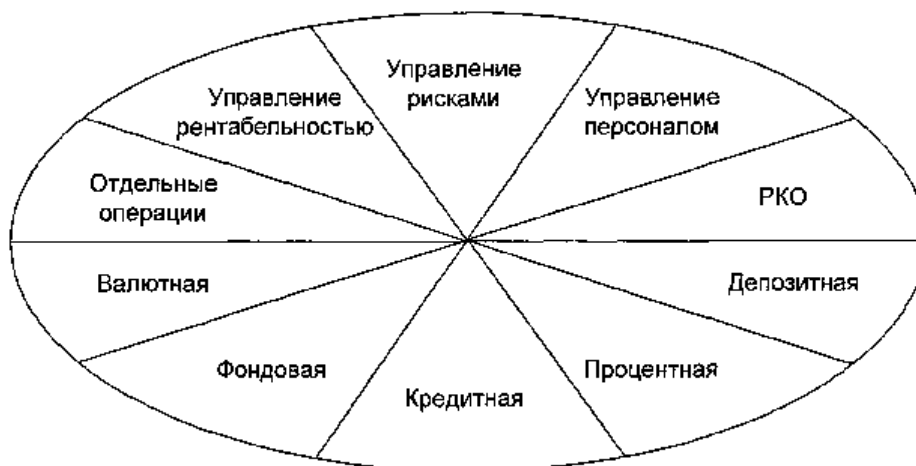 Управление
рисками
Управление
рентабельностью
Управление
персоналом
Отдельные
операции
РКО
Валютная
Депозитная
Фондовая
Процентная
Кредитная